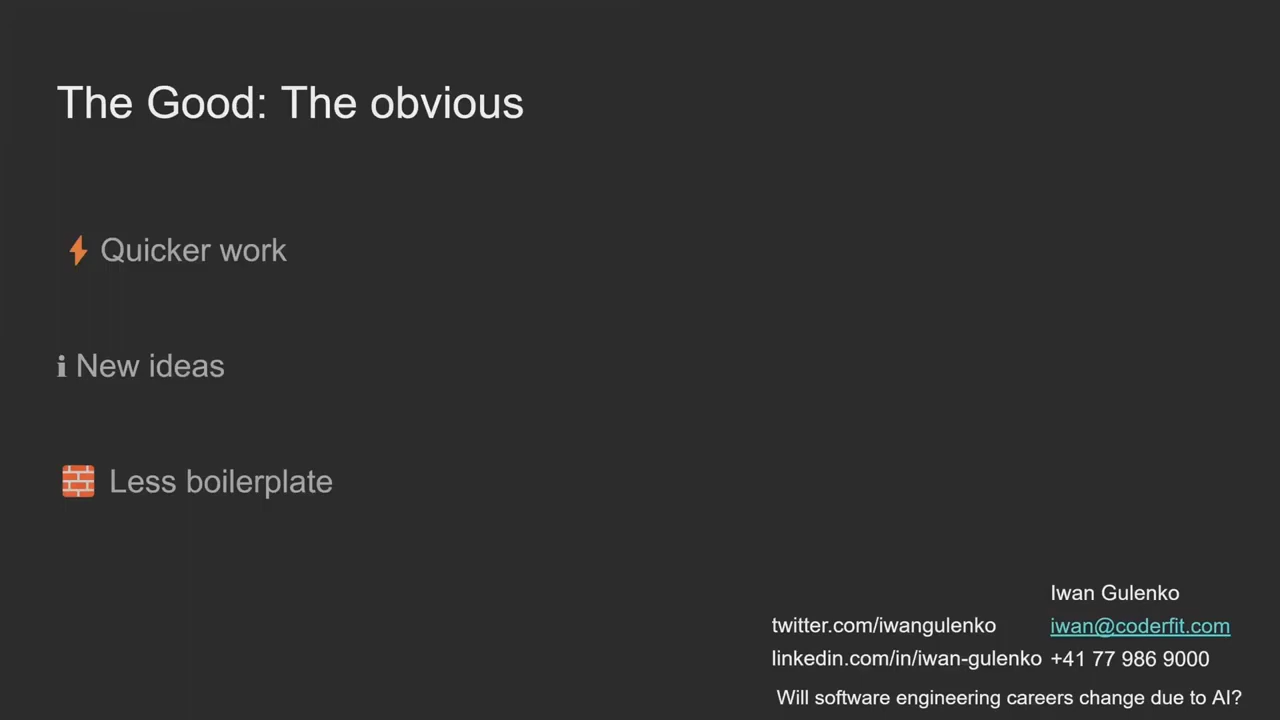 The Good: The obvious
⚡ Quicker work
ℹ New ideas
🧱 Less boilerplate
Iwan Gulenko
twitter.com/iwangulenko iwan@coderfit.com
linkedin.com/in/iwan-gulenko +41 77 986 9000
Will software engineering careers change due to AI?